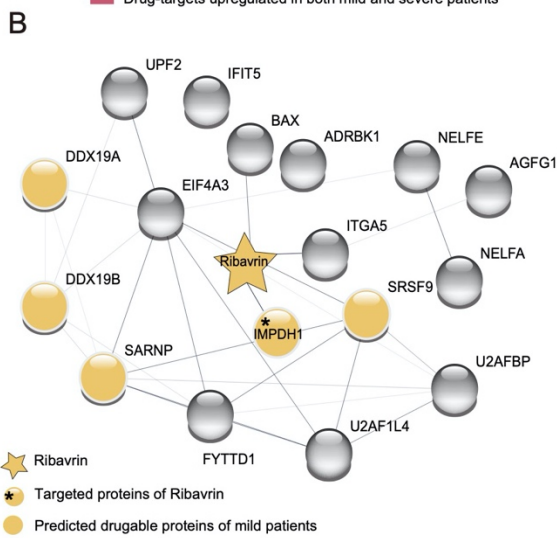 Drug-targets upregulated in both mild and severe patients
B
UPF2
IFIT5
BAX
ADRBK1
NELFE
DDX19A
AGFG1
EIF4A3
ITGA5
Ribavrin
NELFA
DDX19B
SRSF9
*
IMPDH1
SARNP
U2AFBP
U2AF1L4
FYTTD1
Ribavrin
* Targeted proteins of Ribavrin
Predicted drugable proteins of mild patients